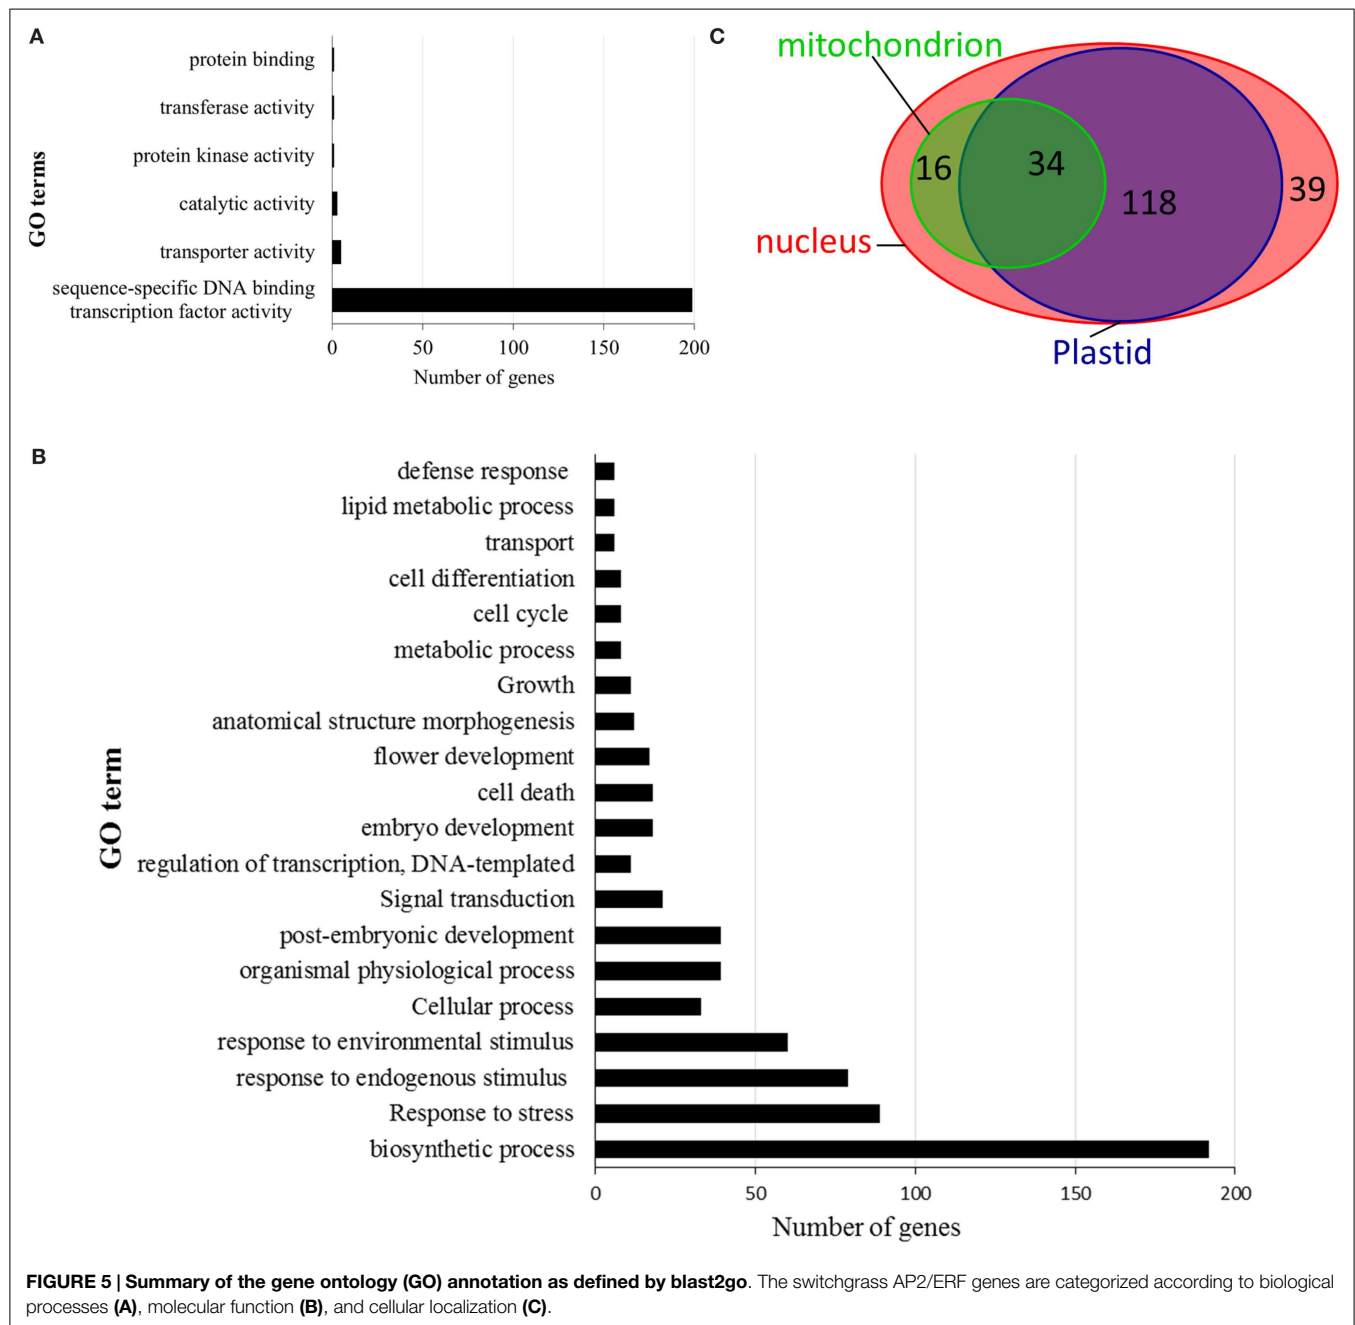 A
GO terms
protein binding
transferase activity
protein kinase activity
catalytic activity
transporter activity
sequence-specific DNA binding
transcription factor activity
0 50 100 150 200
Number of genes
C
mitochondrion
16
34
118
39
nucleus
Plastid
B
GO term
defense response
lipid metabolic process
transport
cell differentiation
cell cycle
metabolic process
Growth
anatomical structure morphogenesis
flower development
cell death
embryo development
regulation of transcription, DNA-templated
Signal transduction
post-embryonic development
organismal physiological process
Cellular process
response to environmental stimulus
response to endogenous stimulus
Response to stress
biosynthetic process
0 50 100 150 200
Number of genes
FIGURE 5 | Summary of the gene ontology (GO) annotation as defined by blast2go. The switchgrass AP2/ERF genes are categorized according to biological
processes (A), molecular function (B), and cellular localization (C).